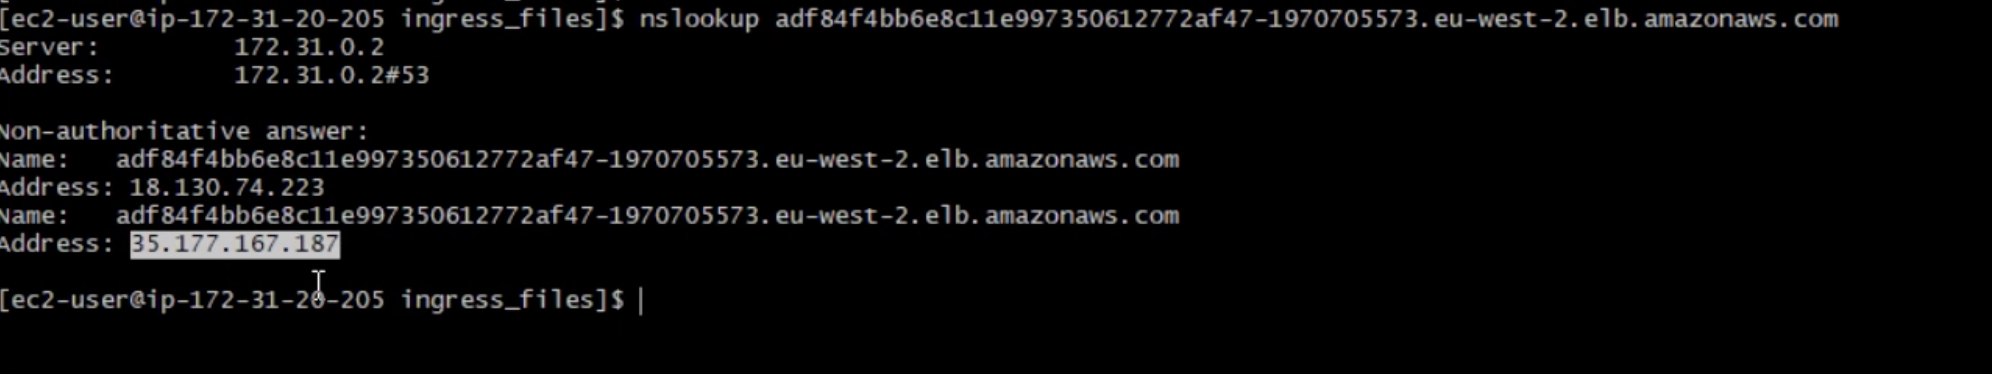 [ec2-user@ip-172-31-20-205 ingress_files]$ nslookup adf84f4bb6e8c11e997350612772af47-1970705573.eu-west-2.elb.amazonaws.com
Server:         172.31.0.2
Address:        172.31.0.2#53
Non-authoritative answer:
Name:   adf84f4bb6e8c11e997350612772af47-1970705573.eu-west-2.elb.amazonaws.com
Address: 18.130.74.223
Name:   adf84f4bb6e8c11e997350612772af47-1970705573.eu-west-2.elb.amazonaws.com
Address: 35.177.167.187
[ec2-user@ip-172-31-20-205 ingress_files]$